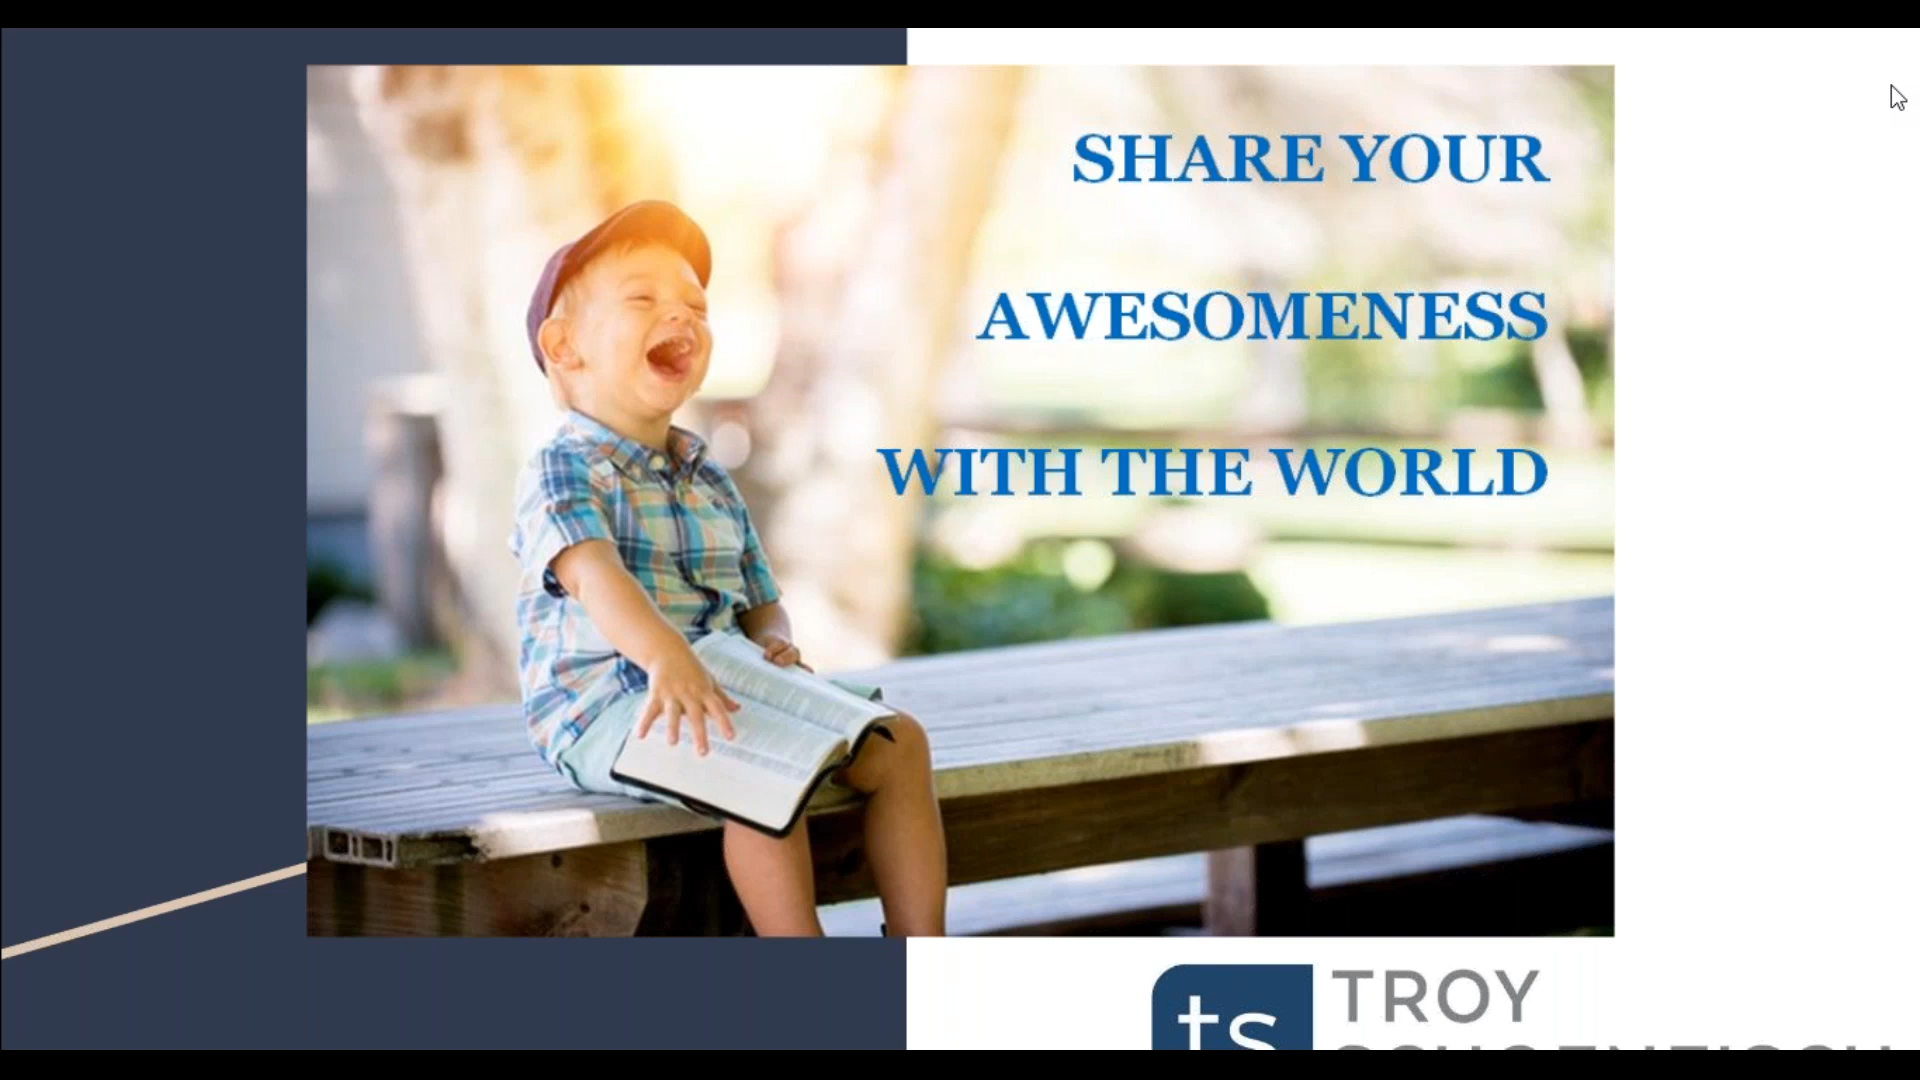 SHARE YOUR
AWESOMENESS
WITH THE WORLD
ts
TROY